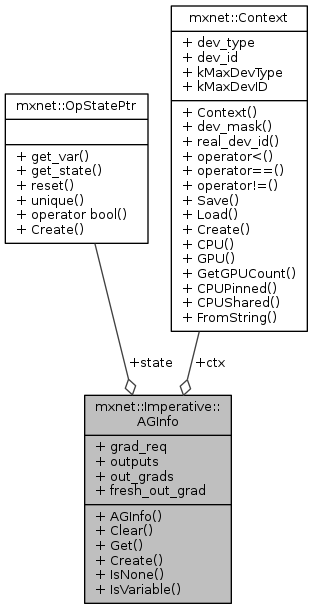 mxnet::Context
+ dev_type
+ dev_id
+ kMaxDevType
+ kMaxDevID
+ Context()
+ dev_mask()
+ real_dev_id()
+ operator<()
+ operator==()
+ operator!=()
+ Save()
+ Load()
+ Create()
+ CPU()
+ GPU()
+ GetGPUCount()
+ CPUPinned()
+ CPUShared()
+ FromString()
mxnet::OpStatePtr
+ get_var()
+ get_state()
+ reset()
+ unique()
+ operator bool()
+ Create()
+state
+ctx
mxnet::Imperative::
AGInfo
+ grad_req
+ outputs
+ out_grads
+ fresh_out_grad
+ AGInfo()
+ Clear()
+ Get()
+ Create()
+ IsNone()
+ IsVariable()